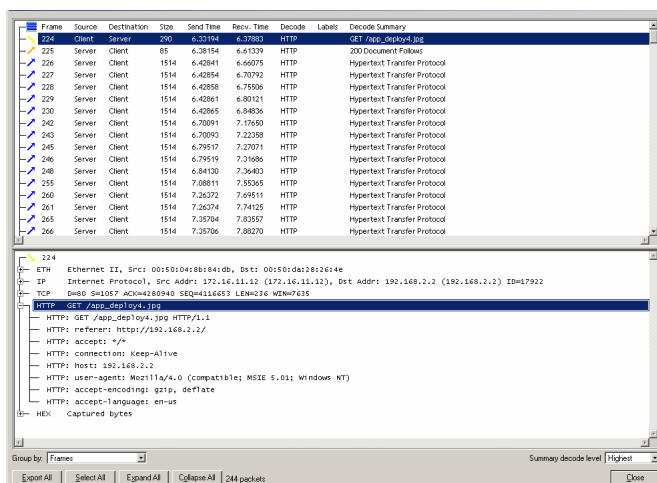 Frame Source Destination Size Send Time Recv. Time Decode Labels Decode Summary
224 Client Server 290 6.33194 6.37883 HTTP GET /app_deploy4.jpg
225 Server Client 85 6.38154 6.61339 HTTP 200 Document Follows
226 Server Client 1514 6.42841 6.66075 HTTP Hypertext Transfer Protocol
227 Server Client 1514 6.42854 6.70792 HTTP Hypertext Transfer Protocol
228 Server Client 1514 6.42858 6.75506 HTTP Hypertext Transfer Protocol
229 Server Client 1514 6.42861 6.80121 HTTP Hypertext Transfer Protocol
230 Server Client 1514 6.42865 6.84836 HTTP Hypertext Transfer Protocol
242 Server Client 1514 6.70091 7.17650 HTTP Hypertext Transfer Protocol
243 Server Client 1514 6.70093 7.22358 HTTP Hypertext Transfer Protocol
245 Server Client 1514 6.79517 7.27071 HTTP Hypertext Transfer Protocol
246 Server Client 1514 6.79519 7.31686 HTTP Hypertext Transfer Protocol
248 Server Client 1514 6.84130 7.36403 HTTP Hypertext Transfer Protocol
255 Server Client 1514 7.08811 7.55365 HTTP Hypertext Transfer Protocol
260 Server Client 1514 7.26372 7.69511 HTTP Hypertext Transfer Protocol
261 Server Client 1514 7.26374 7.74125 HTTP Hypertext Transfer Protocol
265 Server Client 1514 7.35704 7.83557 HTTP Hypertext Transfer Protocol
266 Server Client 1514 7.35706 7.88270 HTTP Hypertext Transfer Protocol
224
ETH Ethernet II, Src: 00:50:04:8b:84:db, Dst: 00:50:da:28:26:4e
IP Internet Protocol, Src Addr: 172.16.11.12 (172.16.11.12), Dst Addr: 192.168.2.2 (192.168.2.2) ID=17922
TCP D=80 S=1057 ACK=4280940 SEQ=4116653 LEN=236 WIN=7635
HTTP GET /app_deploy4.jpg
HTTP: GET /app_deploy4.jpg HTTP/1.1
HTTP: referer: http://192.168.2.2/
HTTP: accept: */*
HTTP: connection: Keep-Alive
HTTP: host: 192.168.2.2
HTTP: user-agent: Mozilla/4.0 (compatible; MSIE 5.01; Windows NT)
HTTP: accept-encoding: gzip, deflate
HTTP: accept-language: en-us
HEX Captured bytes
Group by: Frames Summary decode level Highest
Export All Select All Expand All Collapse All 244 packets Close